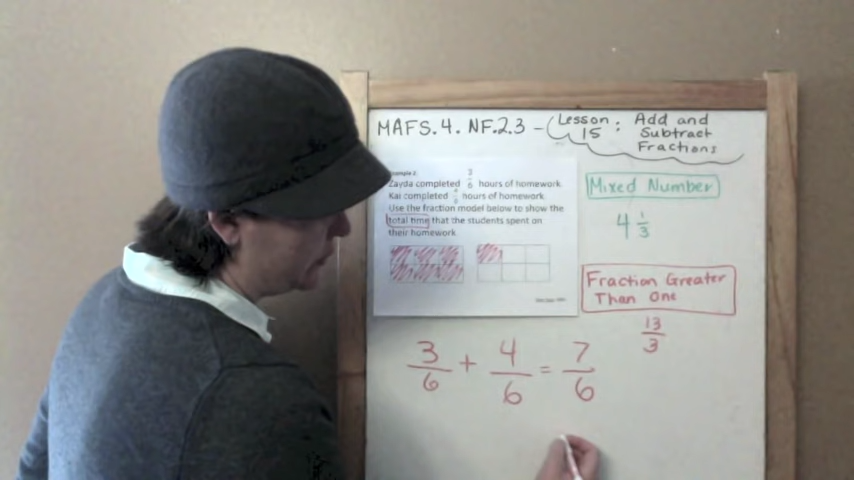 MAFS.4.NF.2.3 - Lesson 15: Add and Subtract Fractions
Example 2:
Zayda completed 3/6 hours of homework.
Kai completed 4/6 hours of homework.
Use the fraction model below to show the
total time that the students spent on
their homework.
Mixed Number
4 1/3
Fraction Greater
Than One
13/3
3/6 + 4/6 = 7/6